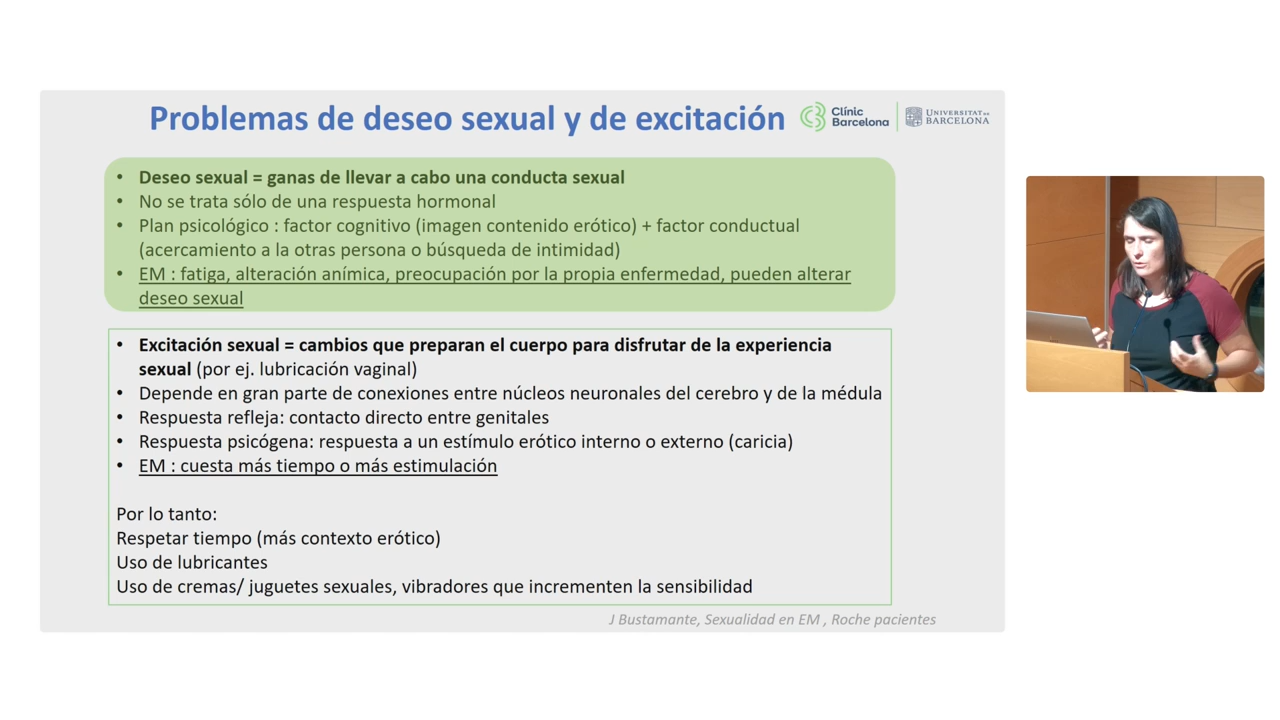 Problemas de deseo sexual y de excitación
Clínic
Barcelona
UNIVERSITAT DE
BARCELONA
• Deseo sexual = ganas de llevar a cabo una conducta sexual
• No se trata sólo de una respuesta hormonal
• Plan psicológico : factor cognitivo (imagen contenido erótico) + factor conductual
(acercamiento a la otras persona o búsqueda de intimidad)
• EM : fatiga, alteración anímica, preocupación por la propia enfermedad, pueden alterar
deseo sexual
• Excitación sexual = cambios que preparan el cuerpo para disfrutar de la experiencia
sexual (por ej. lubricación vaginal)
• Depende en gran parte de conexiones entre núcleos neuronales del cerebro y de la médula
• Respuesta refleja: contacto directo entre genitales
• Respuesta psicógena: respuesta a un estímulo erótico interno o externo (caricia)
• EM : cuesta más tiempo o más estimulación
Por lo tanto:
Respetar tiempo (más contexto erótico)
Uso de lubricantes
Uso de cremas/ juguetes sexuales, vibradores que incrementen la sensibilidad
J Bustamante, Sexualidad en EM , Roche pacientes